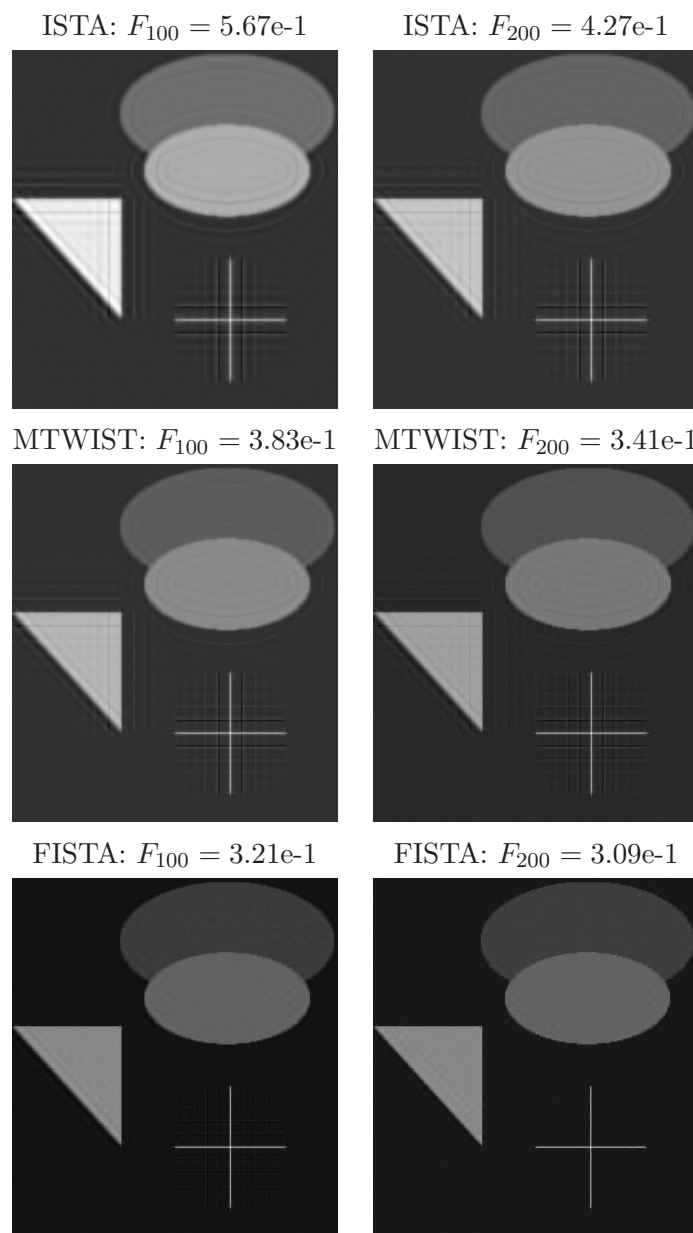 ISTA: F₁₀₀ = 5.67e-1
ISTA: F₂₀₀ = 4.27e-1
MTWIST: F₁₀₀ = 3.83e-1
MTWIST: F₂₀₀ = 3.41e-1
FISTA: F₁₀₀ = 3.21e-1
FISTA: F₂₀₀ = 3.09e-1